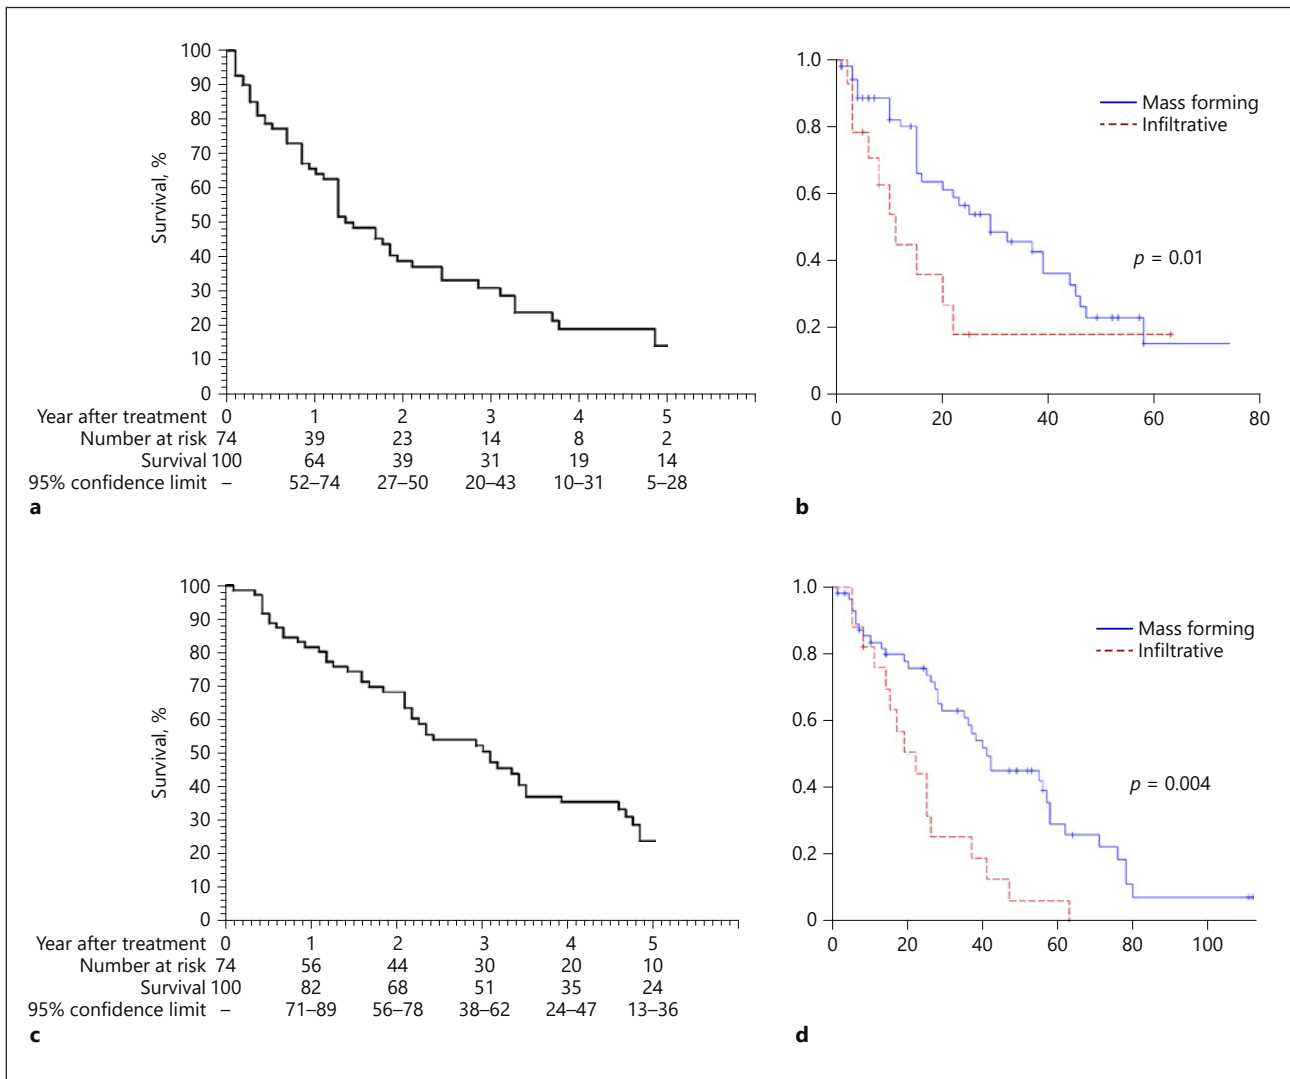 100
90
80
70
60
50
40
30
20
10
0
Survival, %
Year after treatment 0 1 2 3 4 5
Number at risk 74 39 23 14 8 2
Survival 100 64 39 31 19 14
95% confidence limit – 52–74 27–50 20–43 10–31 5–28
a
1.0
0.8
0.6
0.4
0.2
0
Mass forming
Infiltrative
p = 0.01
0 20 40 60 80
b
100
90
80
70
60
50
40
30
20
10
0
Survival, %
Year after treatment 0 1 2 3 4 5
Number at risk 74 56 44 30 20 10
Survival 100 82 68 51 35 24
95% confidence limit – 71–89 56–78 38–62 24–47 13–36
c
1.0
0.8
0.6
0.4
0.2
0
Mass forming
Infiltrative
p = 0.004
0 20 40 60 80 100
d